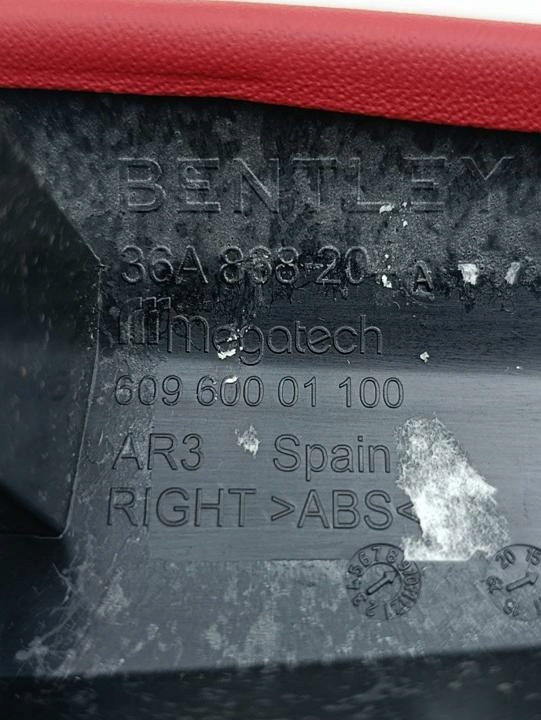 BENTLEY
36A 868 20 A
Megatech
609 600 01 100
AR3 Spain
RIGHT >ABS<